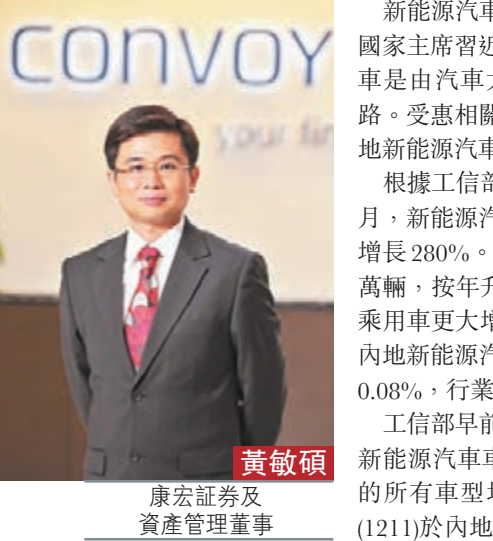 CONVOY
your fin
黃敏碩
康宏証券及
資產管理董事
新能源汽車
國家主席習近
車是由汽車大
路。受惠相關
地新能源汽車
根據工信部
月，新能源汽
增長280%。
萬輛，按年升
乘用車更大增
內地新能源汽
0.08%，行業
工信部早前
新能源汽車車
的所有車型均
(1211)於內地